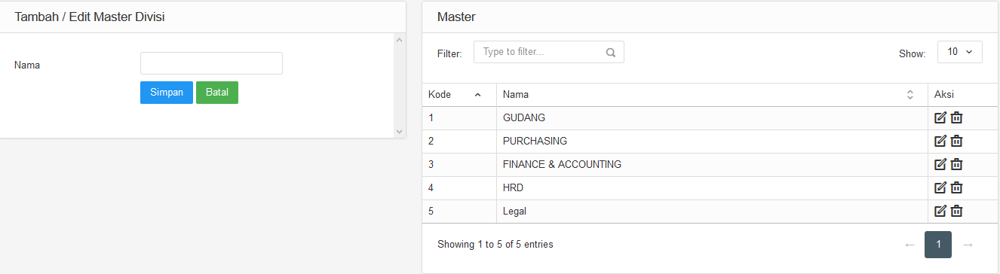 Tambah / Edit Master Divisi
Nama
Simpan Batal
Master
Filter: Type to filter... Show: 10
Kode Nama Aksi
1 GUDANG
2 PURCHASING
3 FINANCE & ACCOUNTING
4 HRD
5 Legal
Showing 1 to 5 of 5 entries ← 1 →